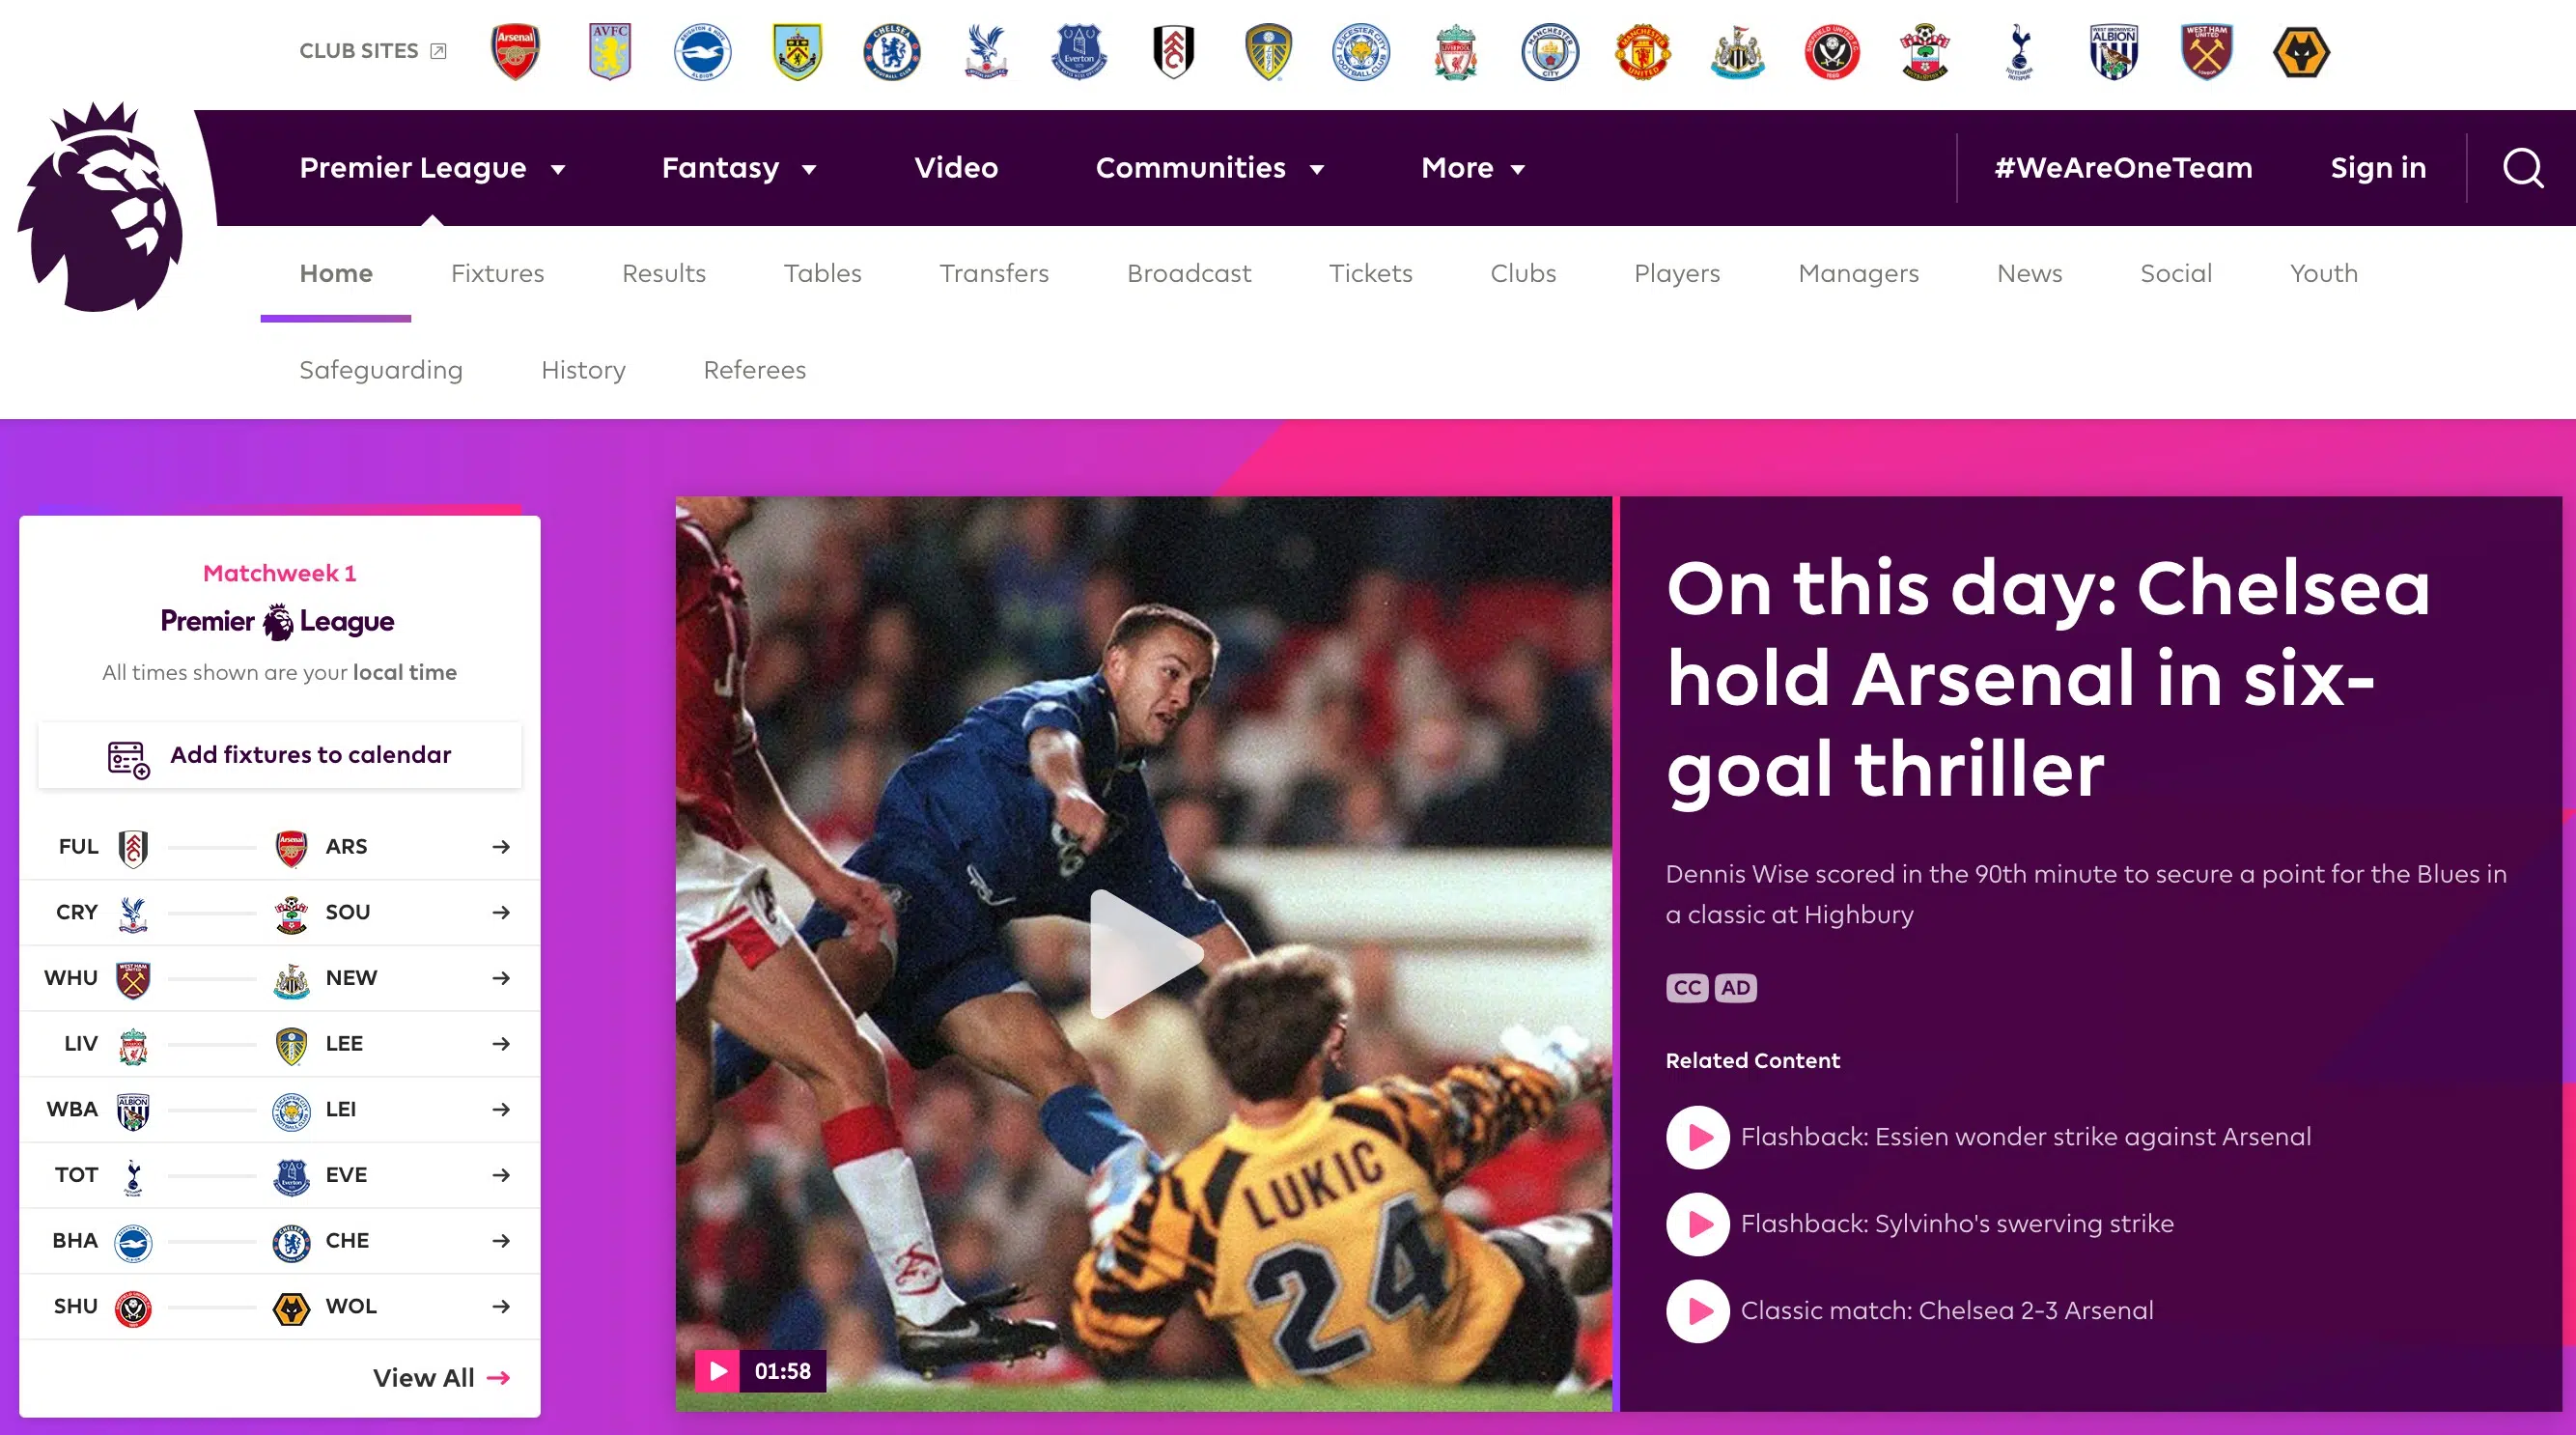 CLUB SITES
Premier League
Fantasy
Video
Communities
More
#WeAreOneTeam
Sign in
Home
Fixtures
Results
Tables
Transfers
Broadcast
Tickets
Clubs
Players
Managers
News
Social
Youth
Safeguarding
History
Referees
Matchweek 1
Premier League
All times shown are your local time
Add fixtures to calendar
FUL ARS
CRY SOU
WHU NEW
LIV LEE
WBA LEI
TOT EVE
BHA CHE
SHU WOL
View All
LUKIC
24
01:58
On this day: Chelsea
hold Arsenal in six-
goal thriller
Dennis Wise scored in the 90th minute to secure a point for the Blues in
a classic at Highbury
CC AD
Related Content
Flashback: Essien wonder strike against Arsenal
Flashback: Sylvinho's swerving strike
Classic match: Chelsea 2-3 Arsenal